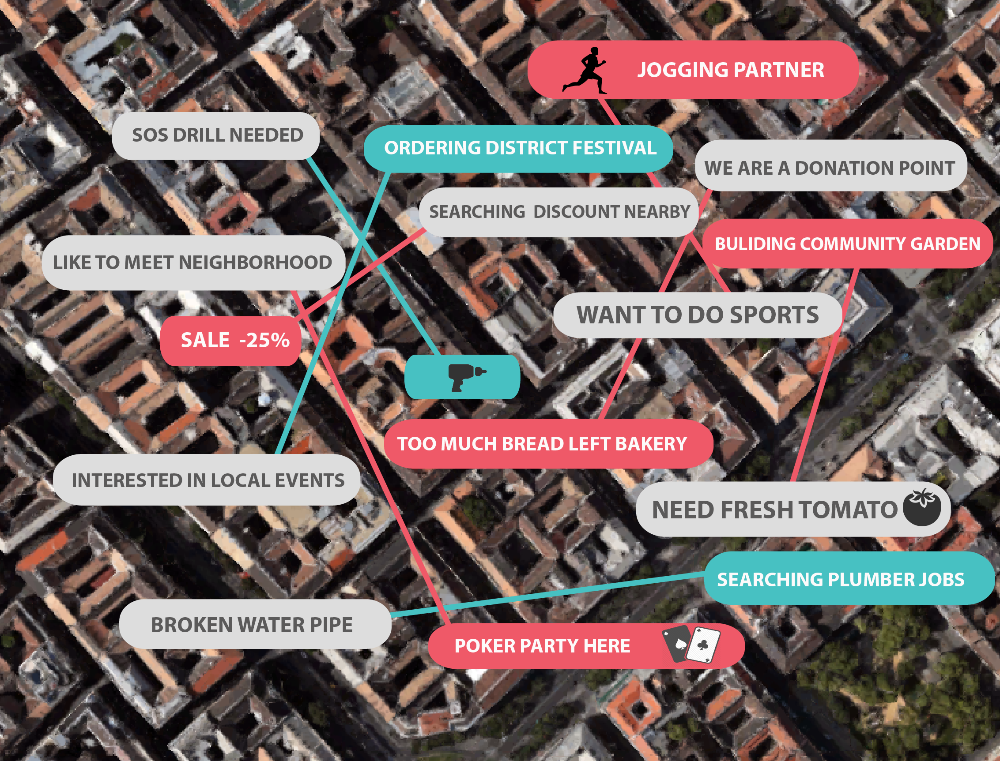 JOGGING PARTNER
SOS DRILL NEEDED
ORDERING DISTRICT FESTIVAL
WE ARE A DONATION POINT
SEARCHING DISCOUNT NEARBY
BULIDING COMMUNITY GARDEN
LIKE TO MEET NEIGHBORHOOD
WANT TO DO SPORTS
SALE -25%
TOO MUCH BREAD LEFT BAKERY
INTERESTED IN LOCAL EVENTS
NEED FRESH TOMATO
SEARCHING PLUMBER JOBS
BROKEN WATER PIPE
POKER PARTY HERE